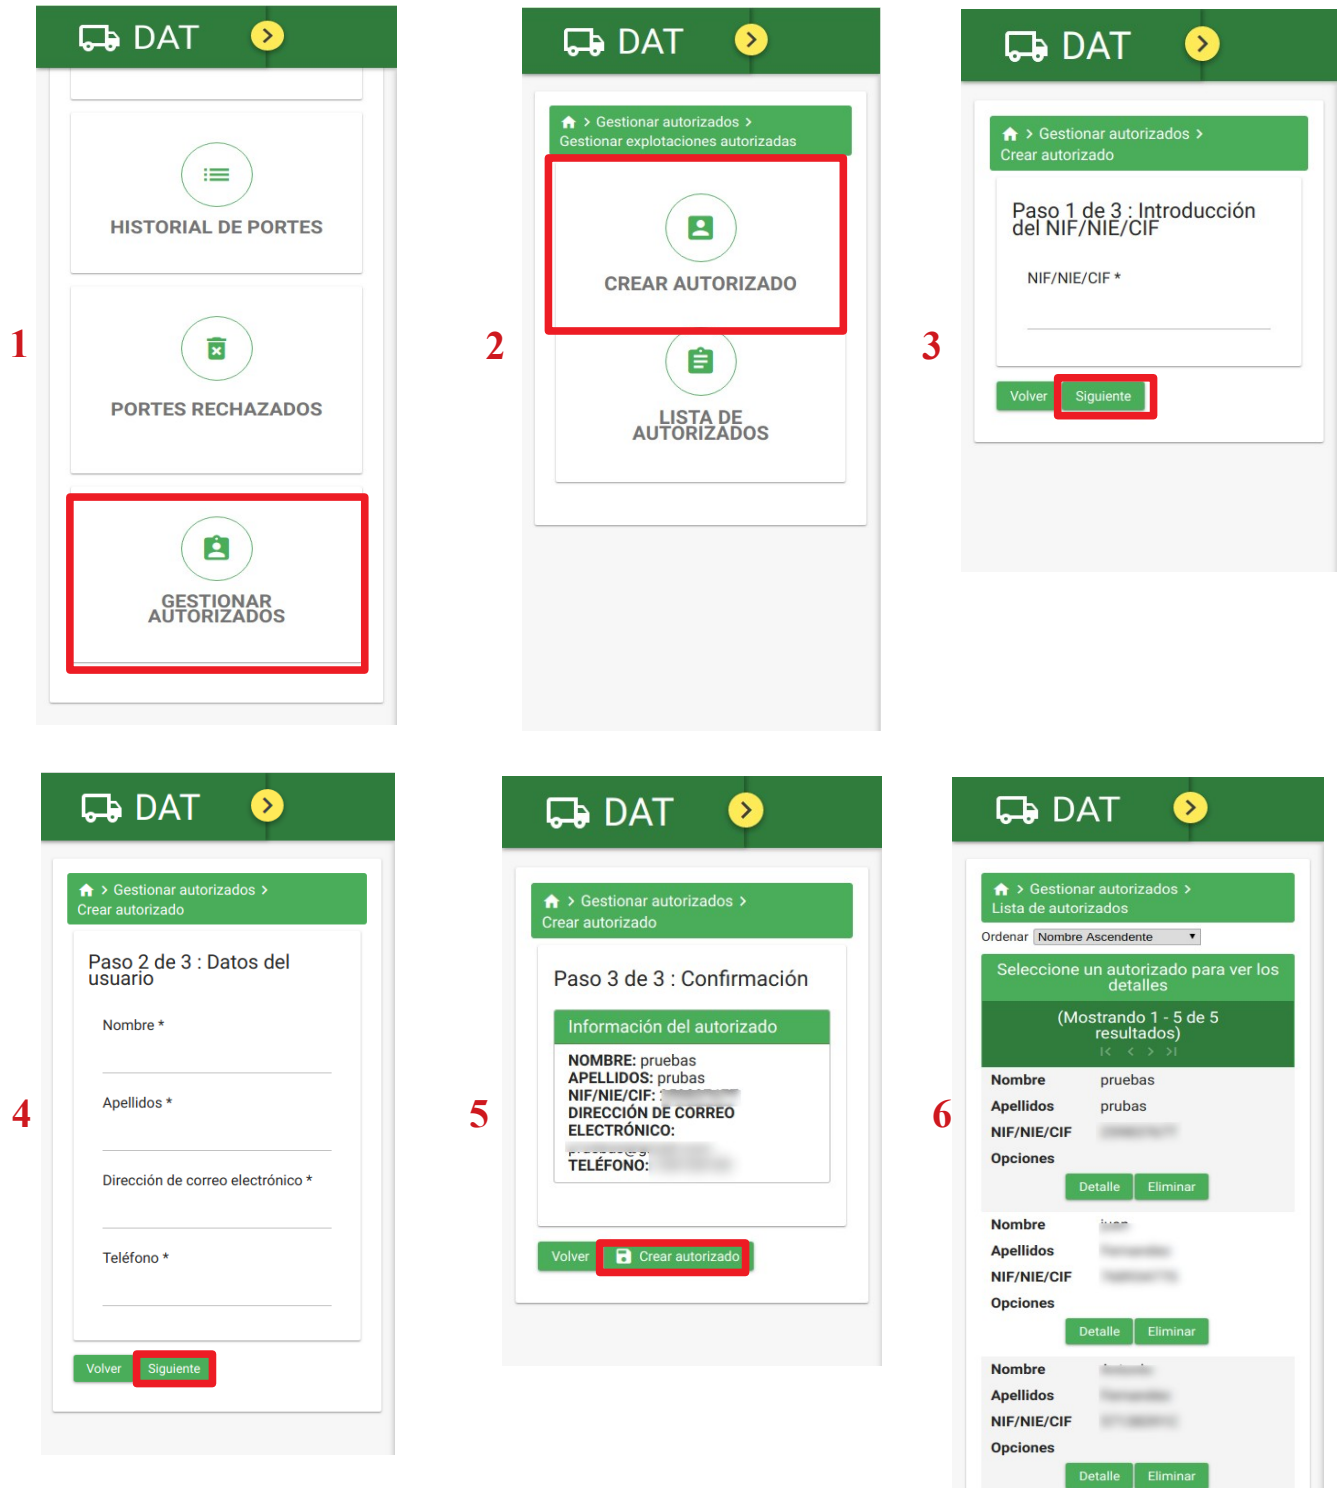 DAT
HISTORIAL DE PORTES
1
PORTES RECHAZADOS
GESTIONAR
AUTORIZADOS
DAT
> Gestionar autorizados >
Gestionar explotaciones autorizadas
CREAR AUTORIZADO
2
LISTA DE
AUTORIZADOS
DAT
> Gestionar autorizados >
Crear autorizado
Paso 1 de 3 : Introducción
del NIF/NIE/CIF
NIF/NIE/CIF *
3
Volver Siguiente
DAT
> Gestionar autorizados >
Crear autorizado
Paso 2 de 3 : Datos del
usuario
Nombre *
Apellidos *
4
Dirección de correo electrónico *
Teléfono *
Volver Siguiente
DAT
> Gestionar autorizados >
Crear autorizado
Paso 3 de 3 : Confirmación
Información del autorizado
NOMBRE: pruebas
APELLIDOS: prubas
NIF/NIE/CIF:
5
DIRECCIÓN DE CORREO
ELECTRÓNICO:
TELÉFONO:
Volver Crear autorizado
DAT
> Gestionar autorizados >
Lista de autorizados
Ordenar Nombre Ascendente
Seleccione un autorizado para ver los
detalles
(Mostrando 1 - 5 de 5
resultados)
Nombre pruebas
Apellidos prubas
6
NIF/NIE/CIF
Opciones
Detalle Eliminar
Nombre
Apellidos
NIF/NIE/CIF
Opciones
Detalle Eliminar
Nombre
Apellidos
NIF/NIE/CIF
Opciones
Detalle Eliminar